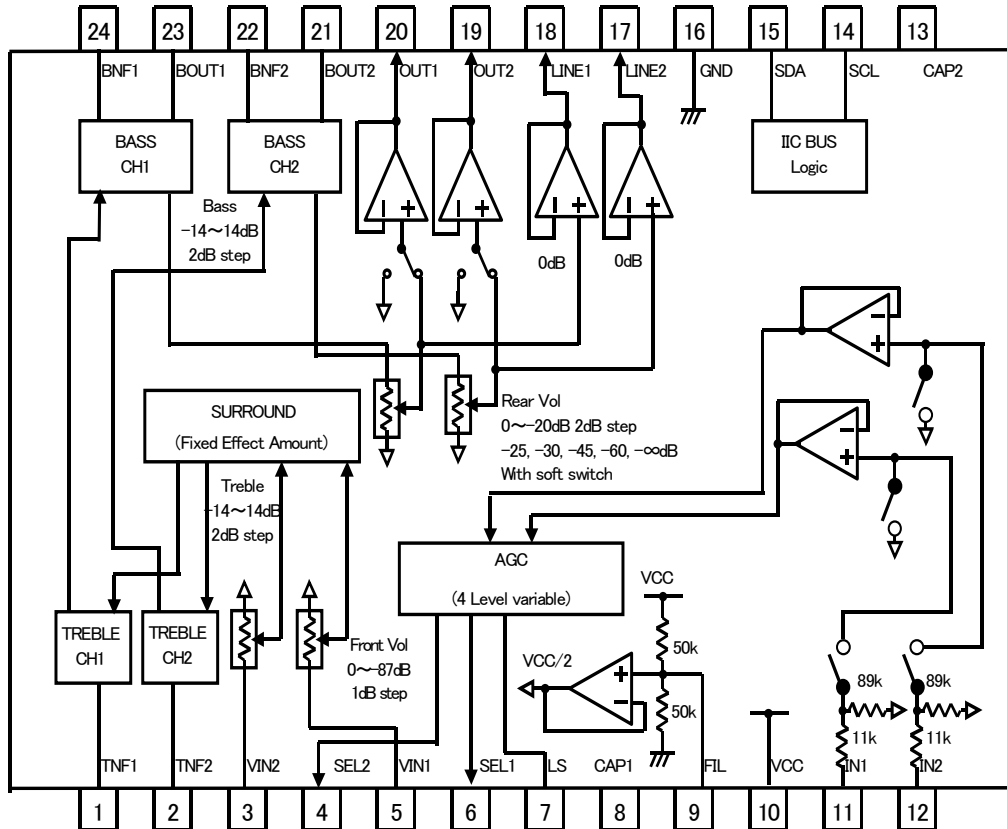 24 23 22 21 20 19 18 17 16 15 14 13
BNF1 BOUT1 BNF2 BOUT2 OUT1 OUT2 LINE1 LINE2 GND SDA SCL CAP2
BASS
CH1
BASS
CH2
IIC BUS
Logic
Bass
-14～14dB
2dB step
0dB
0dB
SURROUND
(Fixed Effect Amount)
Rear Vol
0～-20dB 2dB step
-25, -30, -45, -60, -∞dB
With soft switch
Treble
-14～14dB
2dB step
AGC
(4 Level variable)
TREBLE
CH1
TREBLE
CH2
Front Vol
0～-87dB
1dB step
VCC
50k
VCC/2
50k
89k 89k
11k 11k
TNF1 TNF2 VIN2 SEL2 VIN1 SEL1 LS CAP1 FIL VCC IN1 IN2
1 2 3 4 5 6 7 8 9 10 11 12